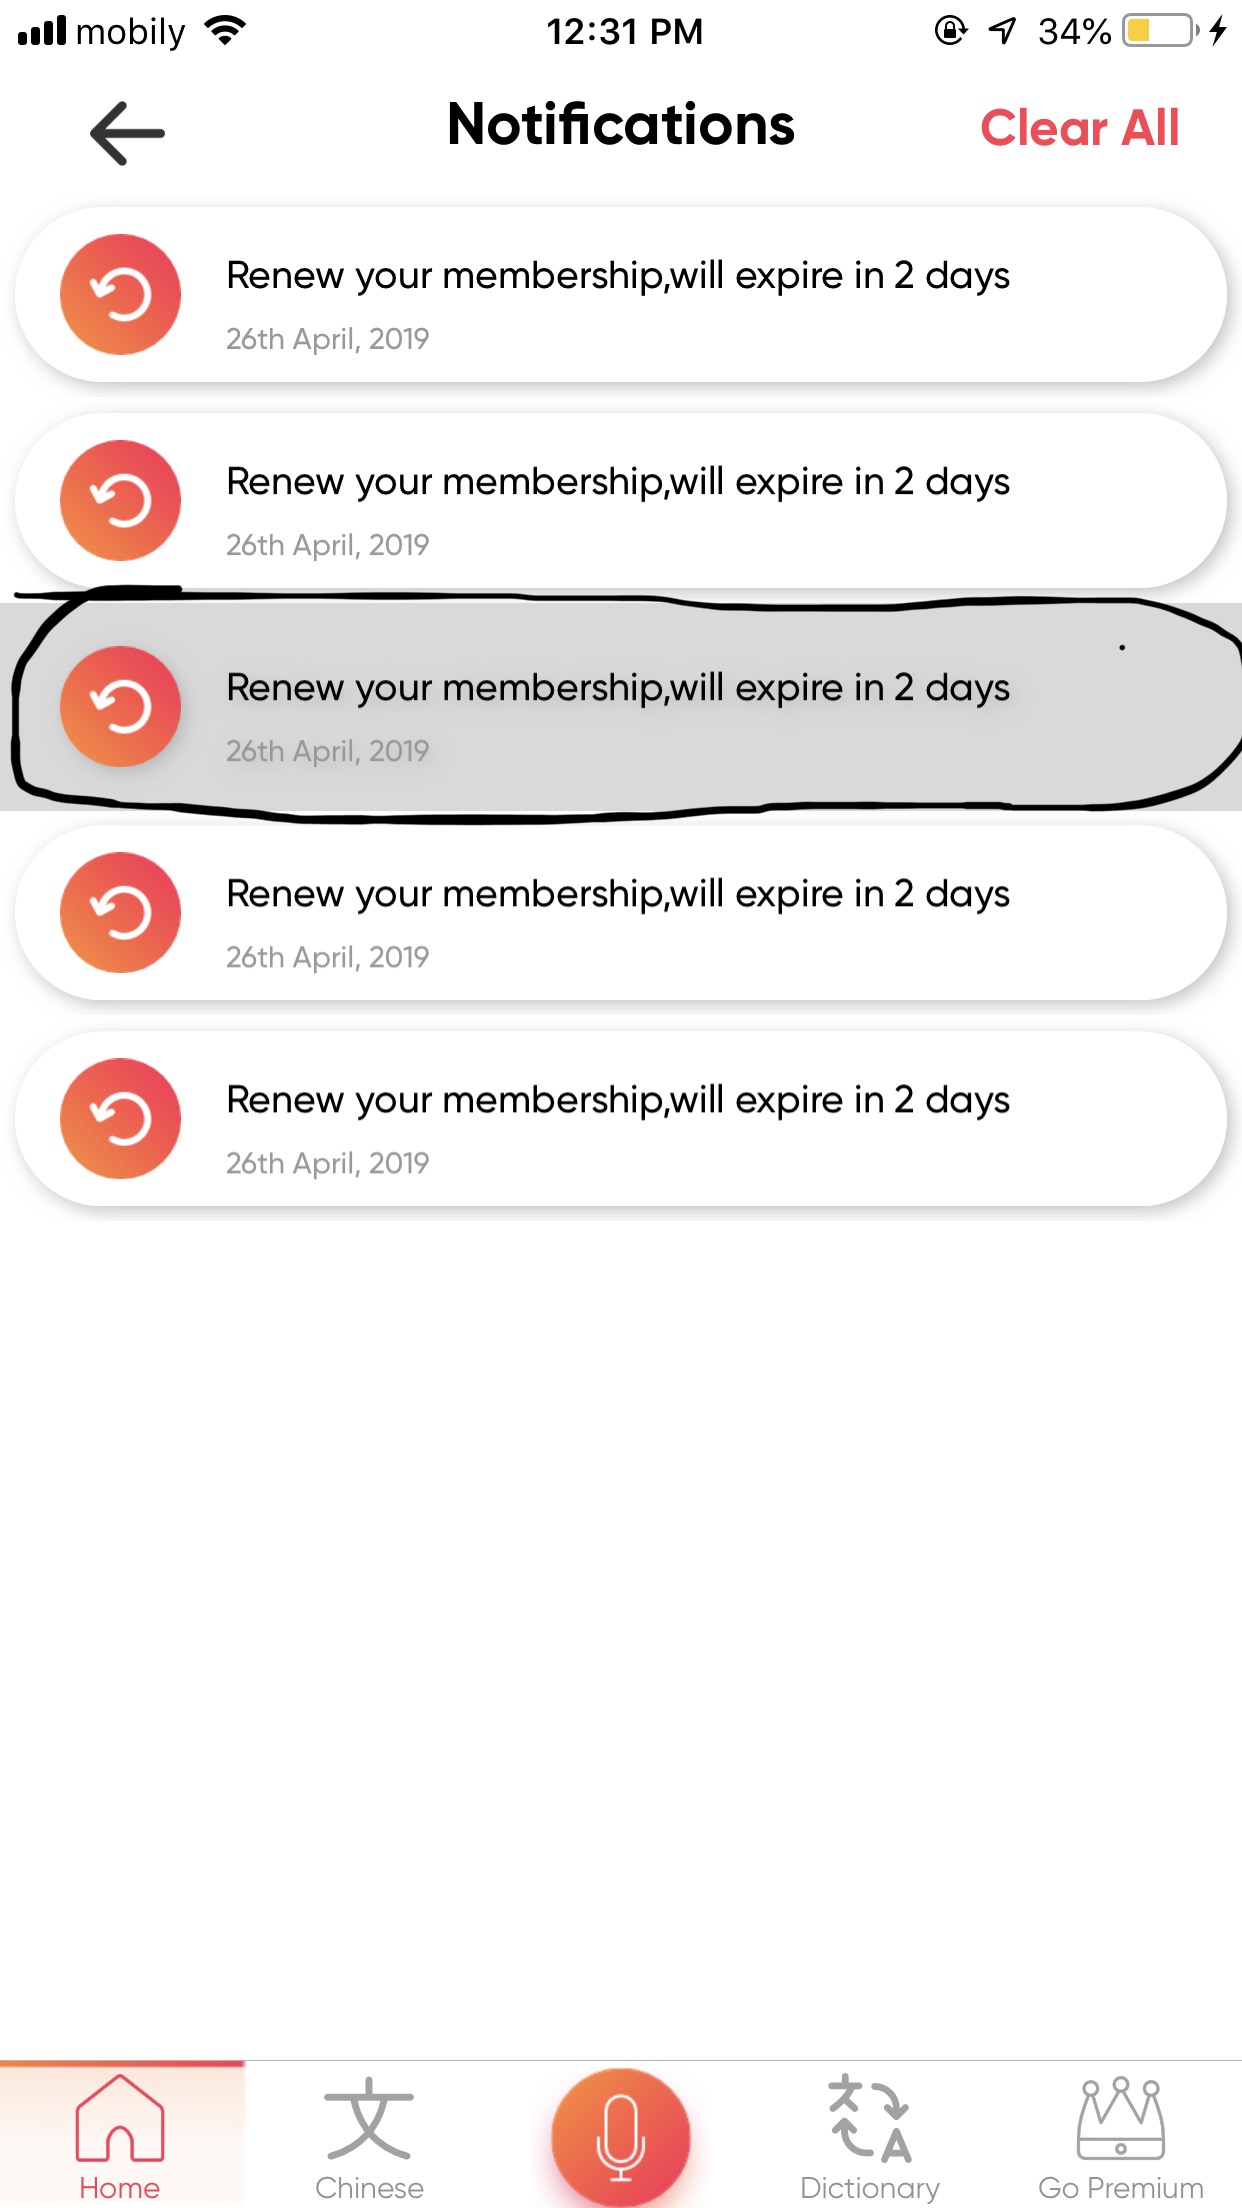 mobily 12:31 PM 34%
Notifications Clear All
Renew your membership,will expire in 2 days
26th April, 2019
Renew your membership,will expire in 2 days
26th April, 2019
Renew your membership,will expire in 2 days
26th April, 2019
Renew your membership,will expire in 2 days
26th April, 2019
Renew your membership,will expire in 2 days
26th April, 2019
文 文 A
Home Chinese Dictionary Go Premium